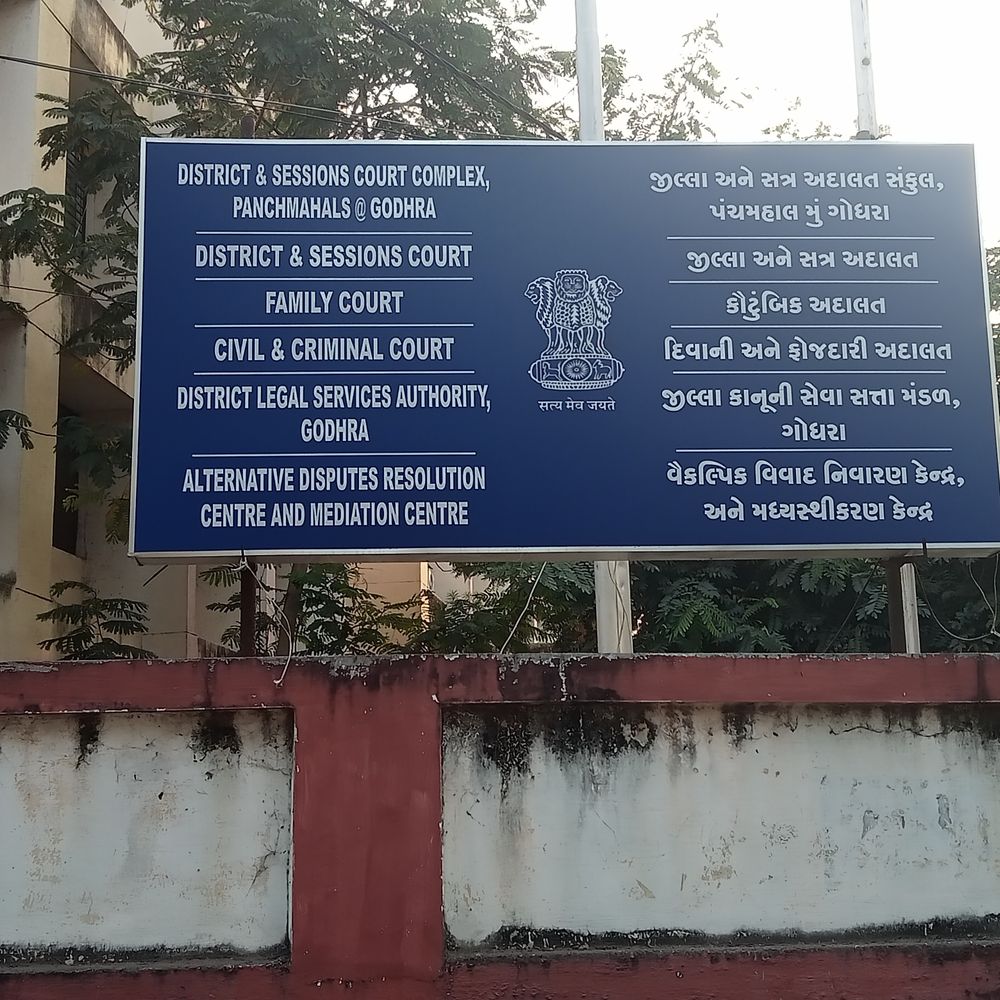 DISTRICT & SESSIONS COURT COMPLEX,
PANCHMAHALS @ GODHRA
DISTRICT & SESSIONS COURT
FAMILY COURT
CIVIL & CRIMINAL COURT
DISTRICT LEGAL SERVICES AUTHORITY,
GODHRA
ALTERNATIVE DISPUTES RESOLUTION
CENTRE AND MEDIATION CENTRE
सत्यमेव जयते
જીલ્લા અને સત્ર અદાલત સંકુલ,
પંચમહાલ મું ગોધરા
જીલ્લા અને સત્ર અદાલત
કૌટુંબિક અદાલત
દિવાની અને ફોજદારી અદાલત
જીલ્લા કાનૂની સેવા સત્તા મંડળ,
ગોધરા
વૈકલ્પિક વિવાદ નિવારણ કેન્દ્ર,
અને મધ્યસ્થીકરણ કેન્દ્ર